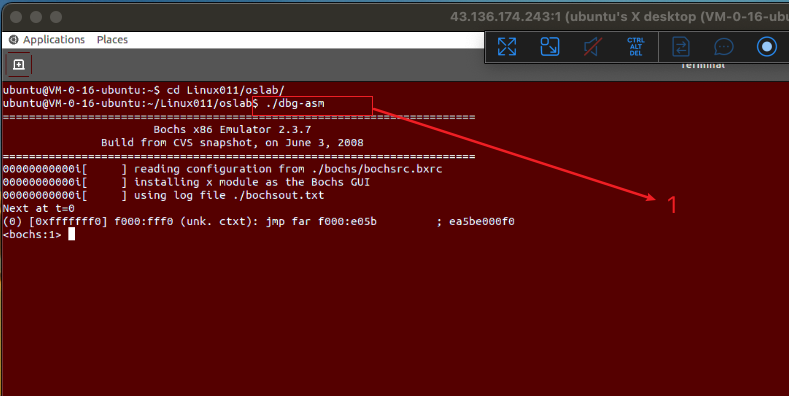 43.136.174.243:1 (ubuntu's X desktop (VM-0-16-ubu
Applications Places
CTRL
ALT
DEL
Terminal
ubuntu@VM-0-16-ubuntu:~$ cd Linux011/oslab/
ubuntu@VM-0-16-ubuntu:~/Linux011/oslab$ ./dbg-asm
========================================================================
Bochs x86 Emulator 2.3.7
Build from CVS snapshot, on June 3, 2008
========================================================================
00000000000i[     ] reading configuration from ./bochs/bochsrc.bxrc
00000000000i[     ] installing x module as the Bochs GUI
00000000000i[     ] using log file ./bochsout.txt
Next at t=0
(0) [0xfffffff0] f000:fff0 (unk. ctxt): jmp far f000:e05b         ; ea5be000f0
<bochs:1>
1